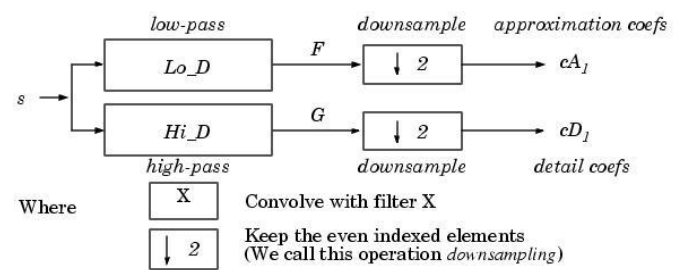 low-pass downsample approximation coefs
Lo_D F ↓ 2 cA1
s
Hi_D G ↓ 2 cD1
high-pass downsample detail coefs
Where X Convolve with filter X
↓ 2 Keep the even indexed elements
(We call this operation downsampling)